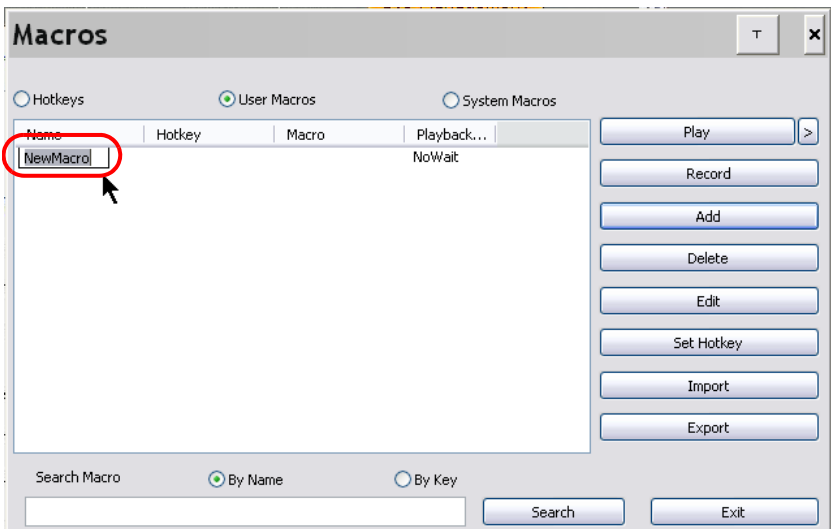 Macros
T
Hotkeys User Macros System Macros
Name Hotkey Macro Playback...
NewMacro NoWait
Play >
Record
Add
Delete
Edit
Set Hotkey
Import
Export
Search Macro By Name By Key
Search Exit